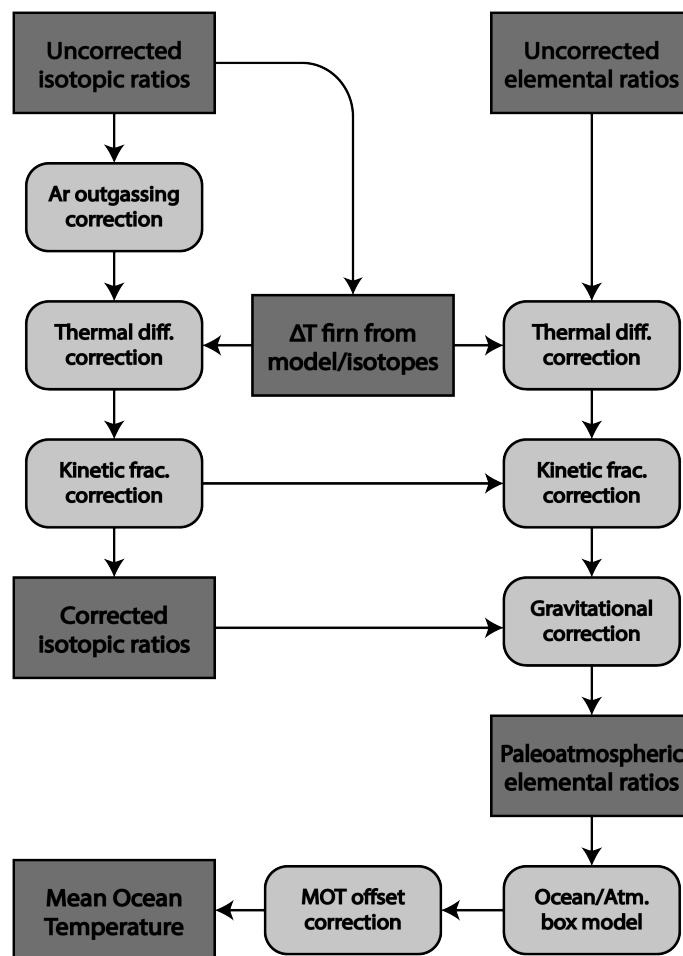 Uncorrected
isotopic ratios
Uncorrected
elemental ratios
Ar outgassing
correction
Thermal diff.
correction
ΔT firn from
model/isotopes
Thermal diff.
correction
Kinetic frac.
correction
Kinetic frac.
correction
Corrected
isotopic ratios
Gravitational
correction
Paleoatmospheric
elemental ratios
Mean Ocean
Temperature
MOT offset
correction
Ocean/Atm.
box model